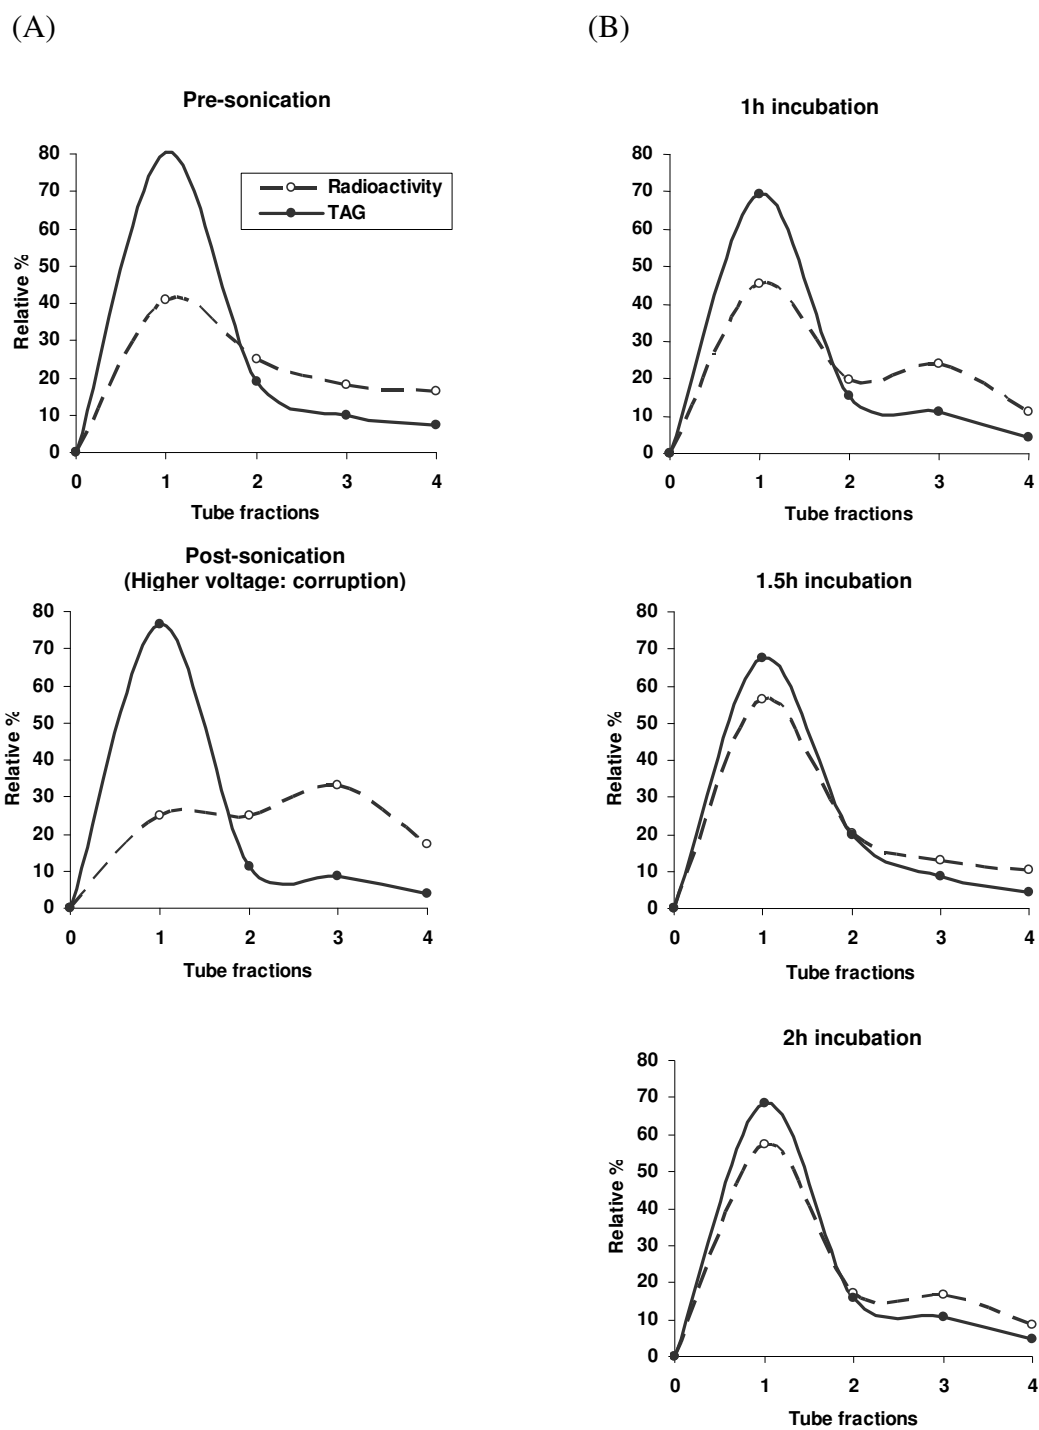 (A)
Pre-sonication
80
70
60
50
40
30
20
10
0
Relative %
Radioactivity
TAG
0 1 2 3 4
Tube fractions
Post-sonication
(Higher voltage: corruption)
80
70
60
50
40
30
20
10
0
Relative %
0 1 2 3 4
Tube fractions
(B)
1h incubation
80
70
60
50
40
30
20
10
0
0 1 2 3 4
Tube fractions
1.5h incubation
80
70
60
50
40
30
20
10
0
Relative %
0 1 2 3 4
Tube fractions
2h incubation
80
70
60
50
40
30
20
10
0
Relative %
0 1 2 3 4
Tube fractions